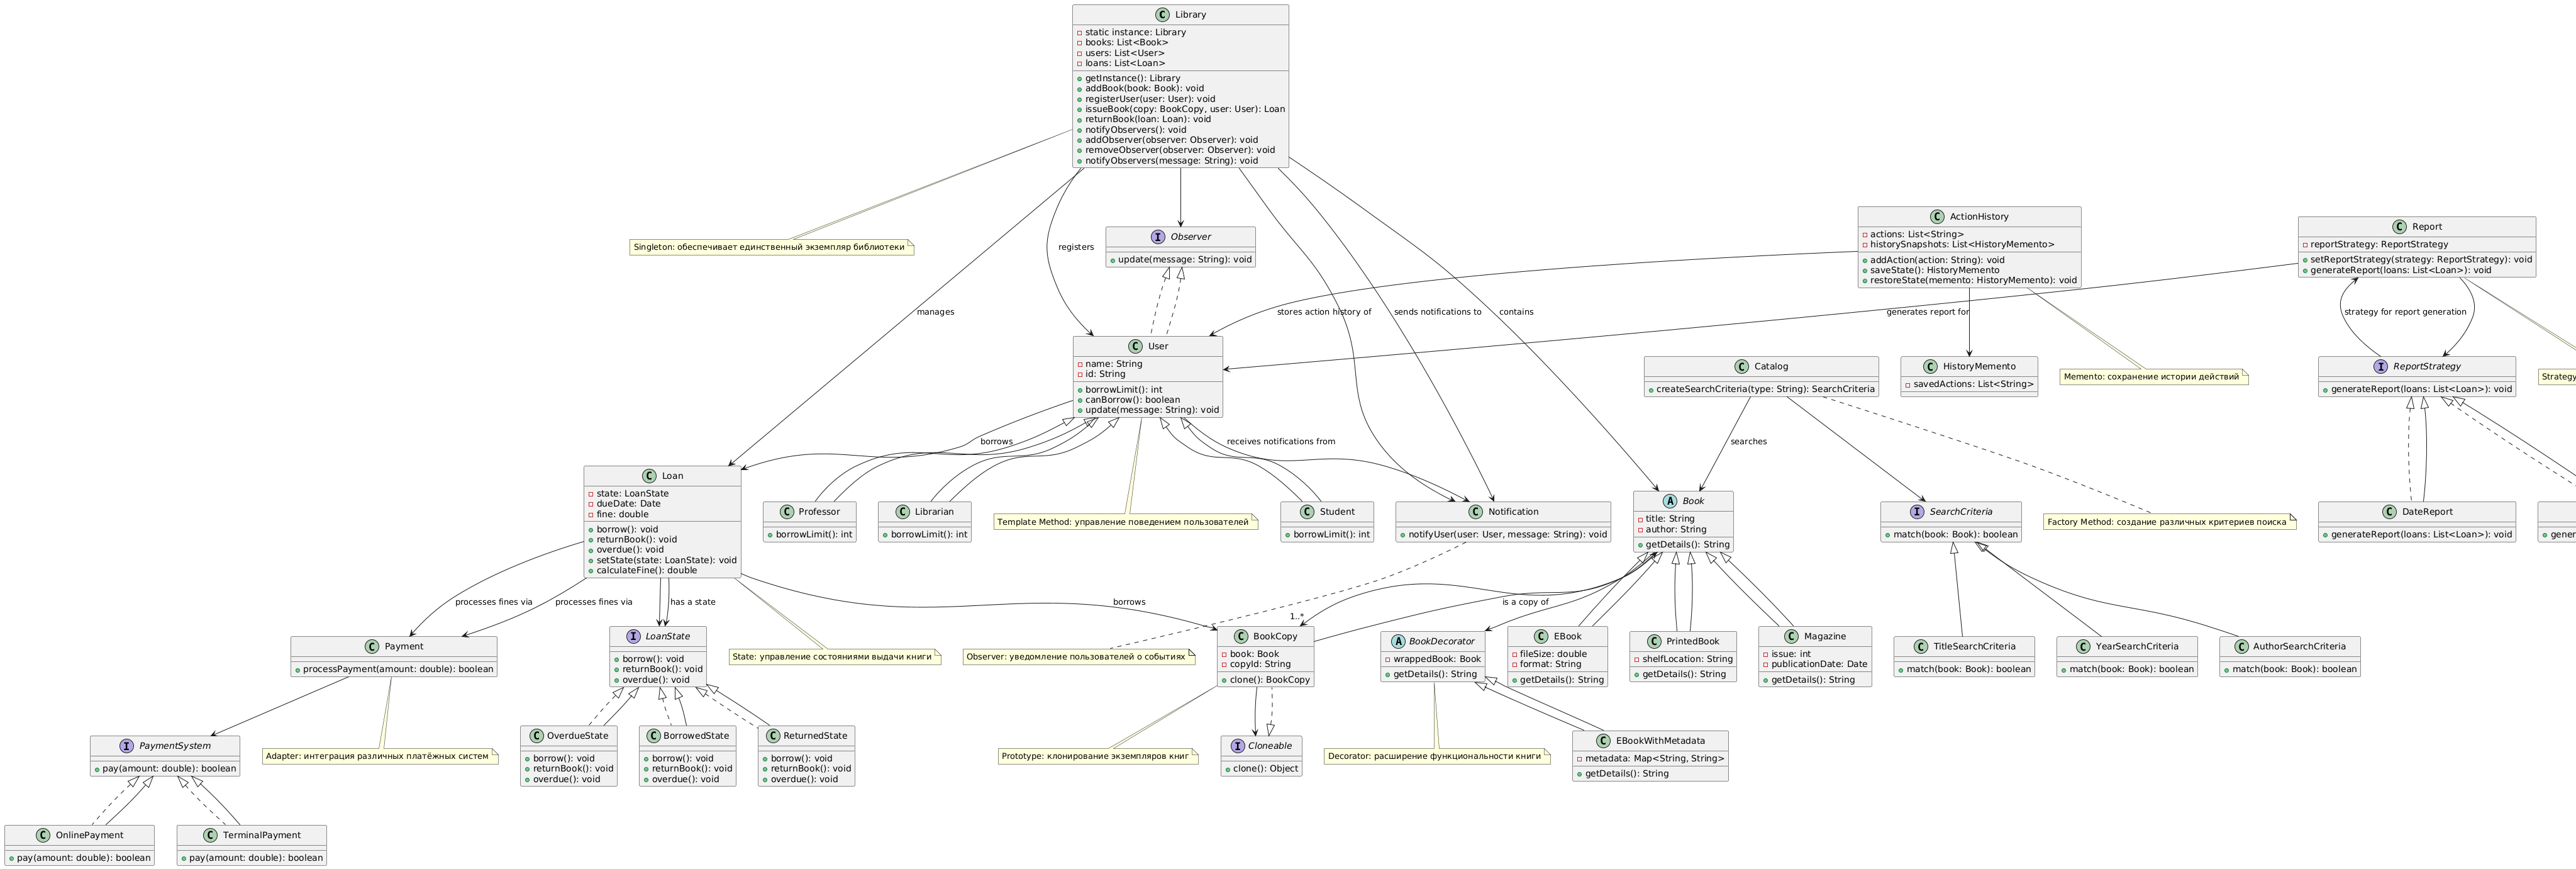 Library
static instance: Library
books: List<Book>
users: List<User>
loans: List<Loan>
getInstance(): Library
addBook(book: Book): void
registerUser(user: User): void
issueBook(copy: BookCopy, user: User): Loan
returnBook(loan: Loan): void
notifyObservers(): void
addObserver(observer: Observer): void
removeObserver(observer: Observer): void
notifyObservers(message: String): void
Singleton: обеспечивает единственный экземпляр библиотеки
registers
Observer
update(message: String): void
ActionHistory
actions: List<String>
historySnapshots: List<HistoryMemento>
addAction(action: String): void
saveState(): HistoryMemento
restoreState(memento: HistoryMemento): void
Report
reportStrategy: ReportStrategy
setReportStrategy(strategy: ReportStrategy): void
generateReport(loans: List<Loan>): void
manages
stores action history of
sends notifications to
contains
generates report for
strategy for report generation
User
name: String
id: String
borrowLimit(): int
canBorrow(): boolean
update(message: String): void
Catalog
createSearchCriteria(type: String): SearchCriteria
HistoryMemento
savedActions: List<String>
Memento: сохранение истории действий
ReportStrategy
generateReport(loans: List<Loan>): void
Strategy
borrows
receives notifications from
searches
Loan
state: LoanState
dueDate: Date
fine: double
borrow(): void
returnBook(): void
overdue(): void
setState(state: LoanState): void
calculateFine(): double
Professor
borrowLimit(): int
Librarian
borrowLimit(): int
Template Method: управление поведением пользователей
Student
borrowLimit(): int
Notification
notifyUser(user: User, message: String): void
Book
title: String
author: String
getDetails(): String
SearchCriteria
match(book: Book): boolean
Factory Method: создание различных критериев поиска
DateReport
generateReport(loans: List<Loan>): void
gener
processes fines via
processes fines via
has a state
borrows
is a copy of
1..*
Payment
processPayment(amount: double): boolean
LoanState
borrow(): void
returnBook(): void
overdue(): void
State: управление состояниями выдачи книги
Observer: уведомление пользователей о событиях
BookCopy
book: Book
copyId: String
clone(): BookCopy
BookDecorator
wrappedBook: Book
getDetails(): String
EBook
fileSize: double
format: String
getDetails(): String
PrintedBook
shelfLocation: String
getDetails(): String
Magazine
issue: int
publicationDate: Date
getDetails(): String
TitleSearchCriteria
match(book: Book): boolean
YearSearchCriteria
match(book: Book): boolean
AuthorSearchCriteria
match(book: Book): boolean
PaymentSystem
pay(amount: double): boolean
Adapter: интеграция различных платёжных систем
OverdueState
borrow(): void
returnBook(): void
overdue(): void
BorrowedState
borrow(): void
returnBook(): void
overdue(): void
ReturnedState
borrow(): void
returnBook(): void
overdue(): void
Prototype: клонирование экземпляров книг
Cloneable
clone(): Object
Decorator: расширение функциональности книги
EBookWithMetadata
metadata: Map<String, String>
getDetails(): String
OnlinePayment
pay(amount: double): boolean
TerminalPayment
pay(amount: double): boolean